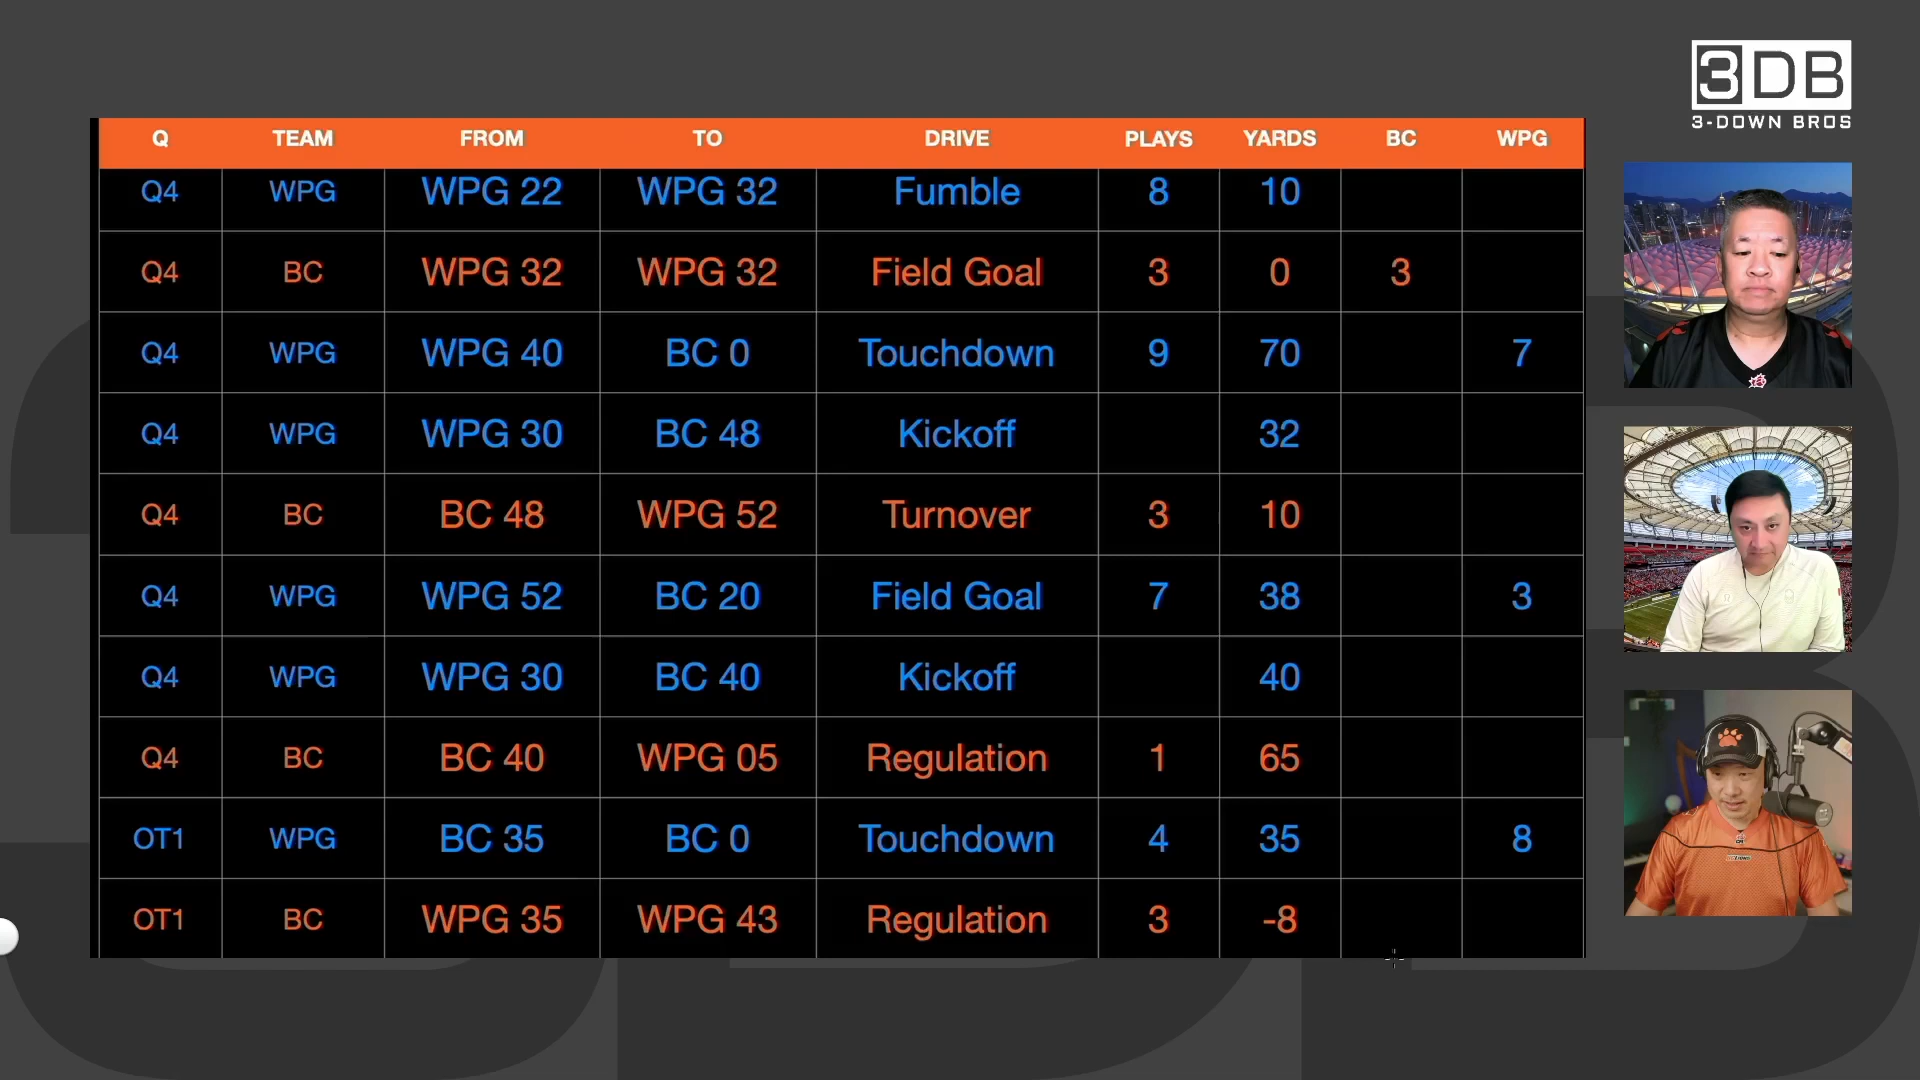 3DB
3-DOWN BROS
Q TEAM FROM TO DRIVE PLAYS YARDS BC WPG
Q4 WPG WPG 22 WPG 32 Fumble 8 10
Q4 BC WPG 32 WPG 32 Field Goal 3 0 3
Q4 WPG WPG 40 BC 0 Touchdown 9 70 7
Q4 WPG WPG 30 BC 48 Kickoff 32
Q4 BC BC 48 WPG 52 Turnover 3 10
Q4 WPG WPG 52 BC 20 Field Goal 7 38 3
Q4 WPG WPG 30 BC 40 Kickoff 40
Q4 BC BC 40 WPG 05 Regulation 1 65
OT1 WPG BC 35 BC 0 Touchdown 4 35 8
OT1 BC WPG 35 WPG 43 Regulation 3 -8